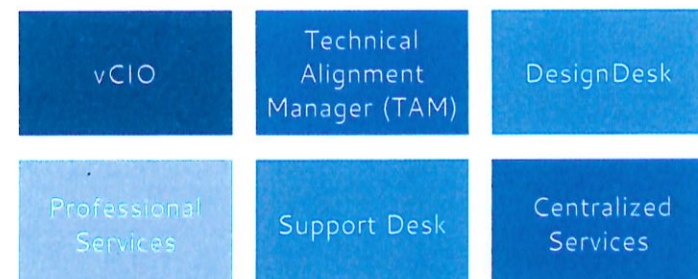 vCIO
Technical
Alignment
Manager (TAM)
DesignDesk
Professional
Services
Support Desk
Centralized
Services